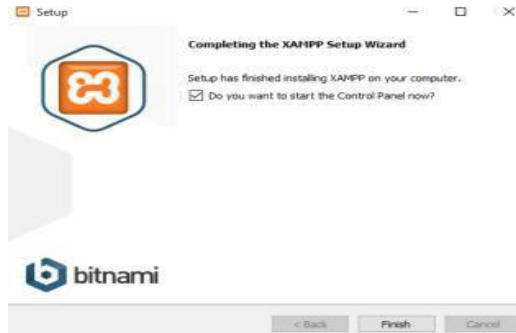 Setup
Completing the XAMPP Setup Wizard
Setup has finished installing XAMPP on your computer.
Do you want to start the Control Panel now?
bitnami
< Back
Finish
Cancel